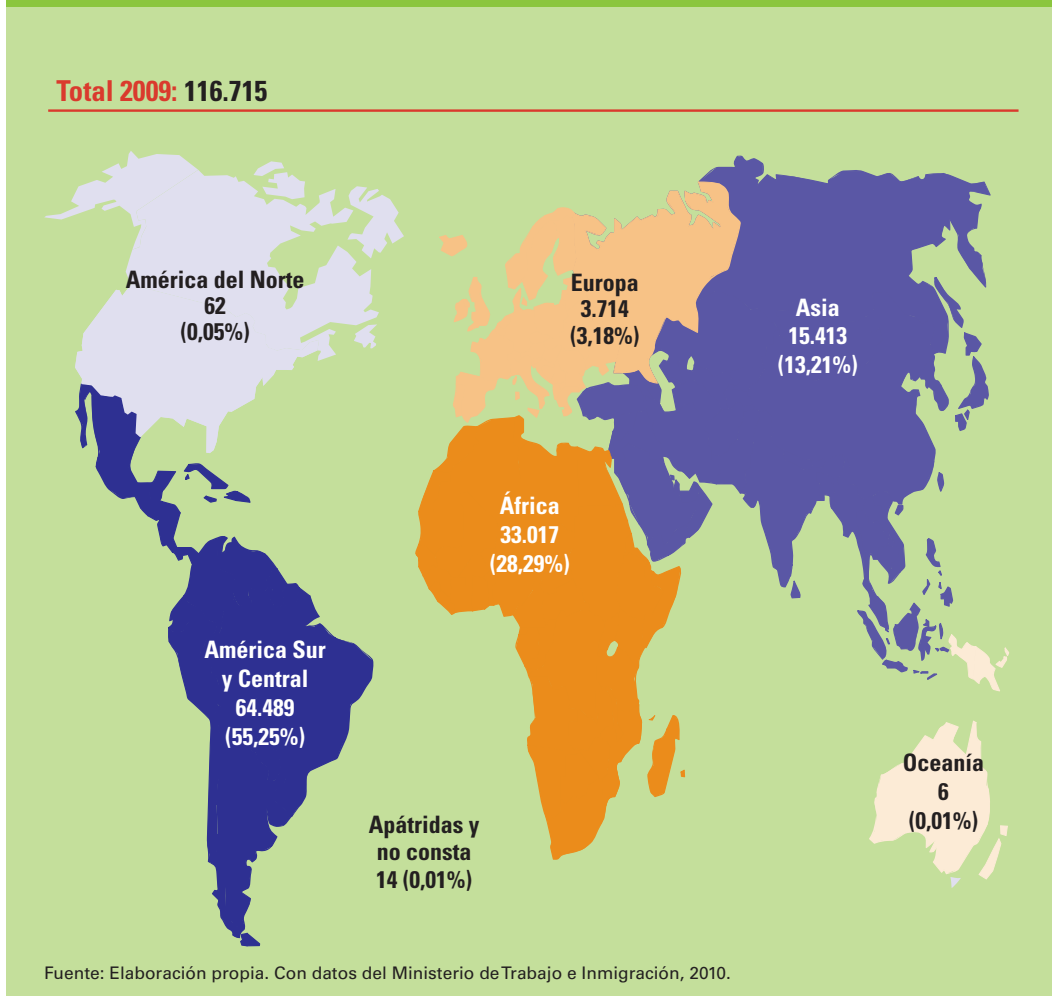 Total 2009: 116.715
América del Norte
62
(0,05%)
Europa
3.714
(3,18%)
Asia
15.413
(13,21%)
África
33.017
(28,29%)
América Sur
y Central
64.489
(55,25%)
Oceanía
6
(0,01%)
Apátridas y
no consta
14 (0,01%)
Fuente: Elaboración propia. Con datos del Ministerio de Trabajo e Inmigración, 2010.